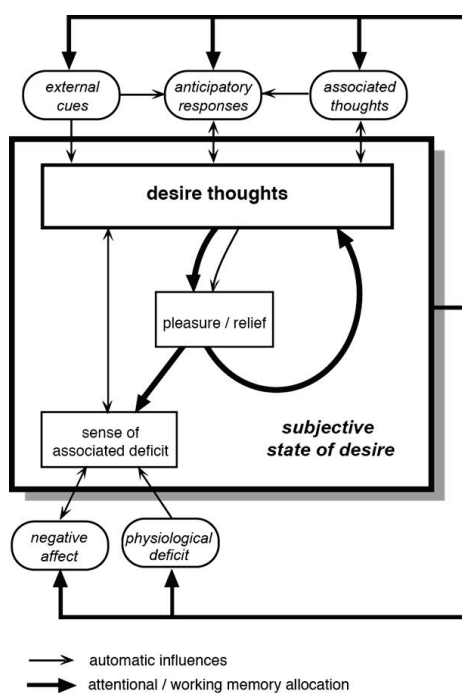 external
cues
anticipatory
responses
associated
thoughts
desire thoughts
pleasure / relief
sense of
associated deficit
subjective
state of desire
negative
affect
physiological
deficit
automatic influences
attentional / working memory allocation